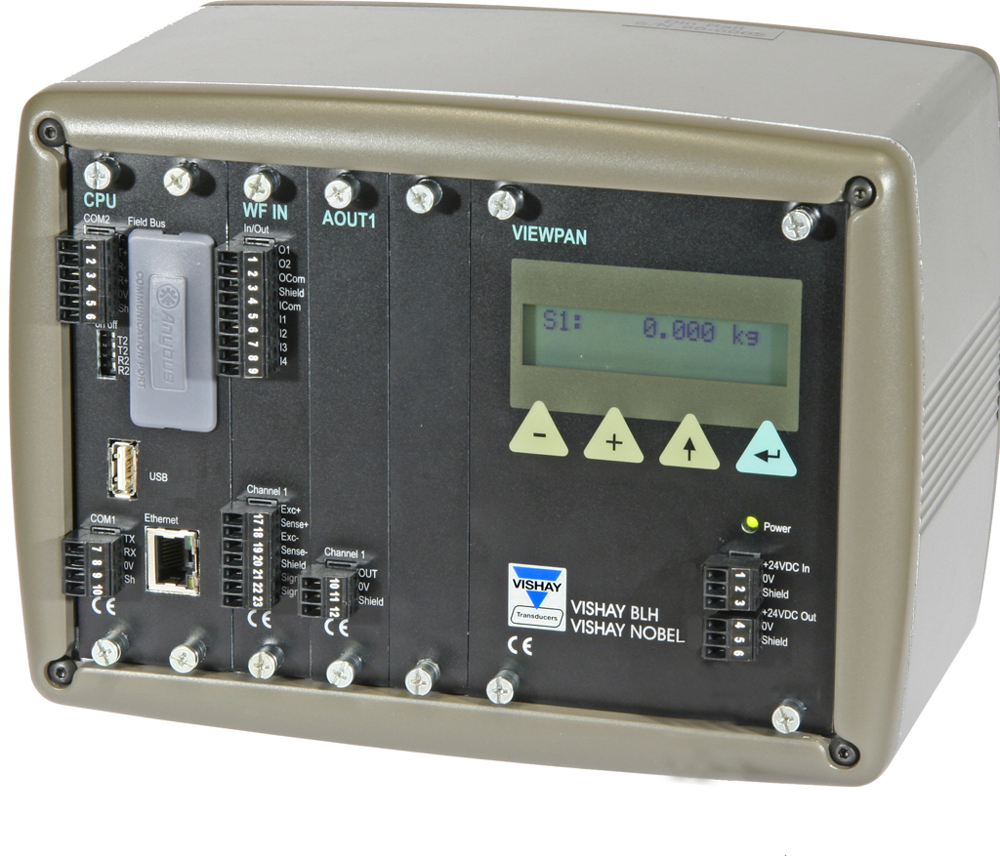 CPU
COM2
Field Bus
1
2
3
4
5
6
on off
T2
T2
R2
R2
COMMUNICATION PORT
Anybus
USB
COM1
TX
RX
0V
Sh
7
8
9
10
CE
Ethernet
WF IN
In/Out
1
2
3
4
5
6
7
8
9
O1
O2
OCom
Shield
ICom
I1
I2
I3
I4
Channel 1
17
18
19
20
21
22
23
Exc+
Sense+
Exc-
Sense-
Shield
CE
AOUT1
Channel 1
10
11
12
OUT
0V
Shield
CE
VIEWPAN
S1: 0.000 kg
-
+
Power
1
2
3
+24VDC In
0V
Shield
4
5
6
+24VDC Out
0V
Shield
VISHAY
Transducers
VISHAY BLH
VISHAY NOBEL
CE